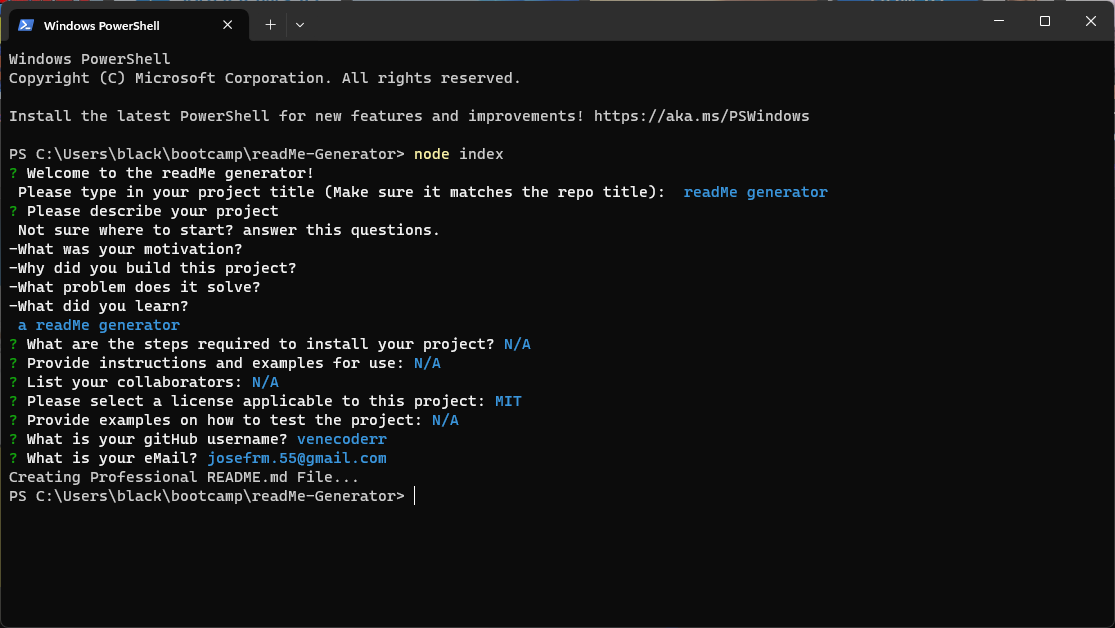 Windows PowerShell
Windows PowerShell
Copyright (C) Microsoft Corporation. All rights reserved.
Install the latest PowerShell for new features and improvements! https://aka.ms/PSWindows
PS C:\Users\black\bootcamp\readMe-Generator> node index
? Welcome to the readMe generator!
Please type in your project title (Make sure it matches the repo title):  readMe generator
? Please describe your project
Not sure where to start? answer this questions.
-What was your motivation?
-Why did you build this project?
-What problem does it solve?
-What did you learn?
a readMe generator
? What are the steps required to install your project? N/A
? Provide instructions and examples for use: N/A
? List your collaborators: N/A
? Please select a license applicable to this project: MIT
? Provide examples on how to test the project: N/A
? What is your gitHub username? venecoderr
? What is your eMail? josefrm.55@gmail.com
Creating Professional README.md File...
PS C:\Users\black\bootcamp\readMe-Generator>